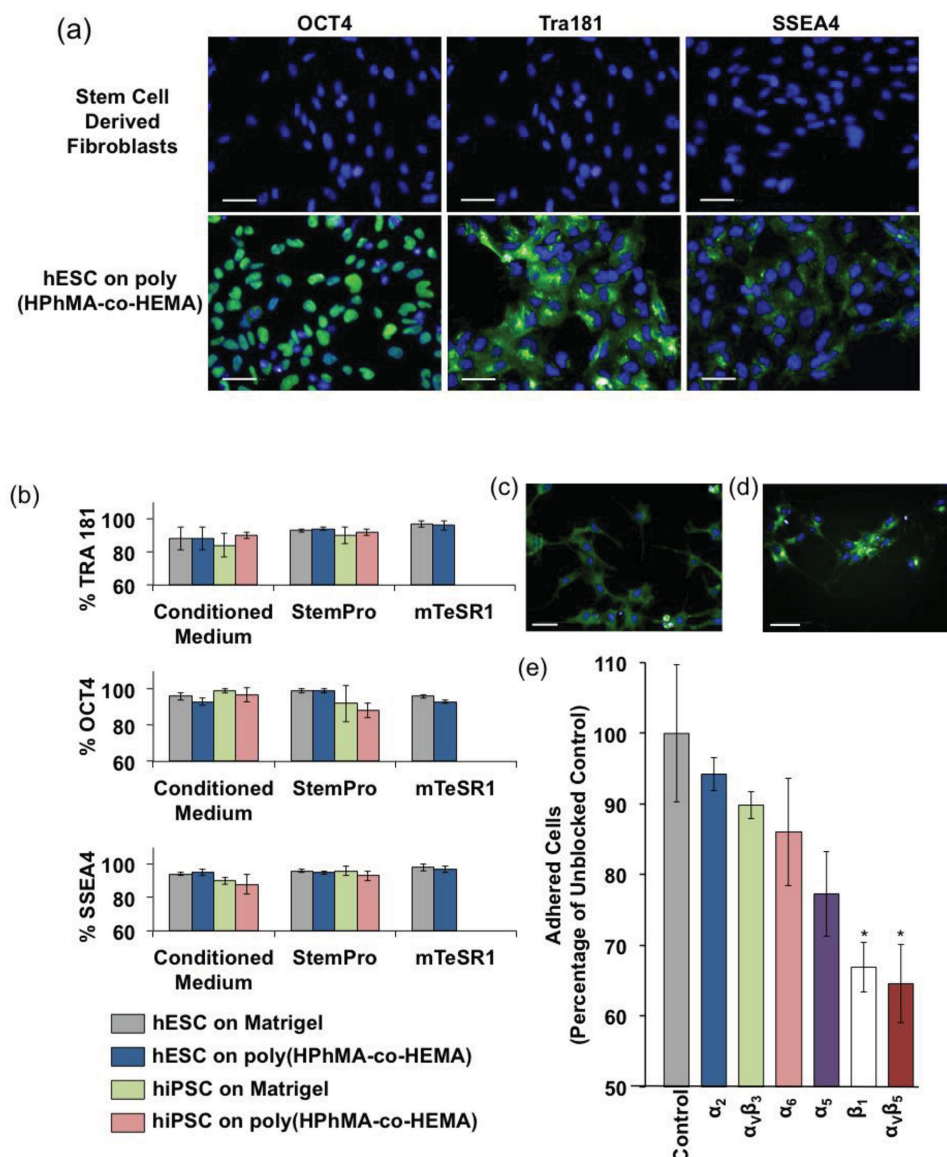 (a)
OCT4
Tra181
SSEA4
Stem Cell
Derived
Fibroblasts
hESC on poly
(HPhMA-co-HEMA)
(b)
% TRA 181
100
80
60
Conditioned
Medium
StemPro
mTeSR1
% OCT4
100
80
60
Conditioned
Medium
StemPro
mTeSR1
% SSEA4
100
80
60
Conditioned
Medium
StemPro
mTeSR1
hESC on Matrigel
hESC on poly(HPhMA-co-HEMA)
hiPSC on Matrigel
hiPSC on poly(HPhMA-co-HEMA)
(c)
(d)
(e)
Adhered Cells
(Percentage of Unblocked Control)
110
100
90
80
70
60
50
* *
Control
α2
αVβ3
α6
α5
β1
αVβ5